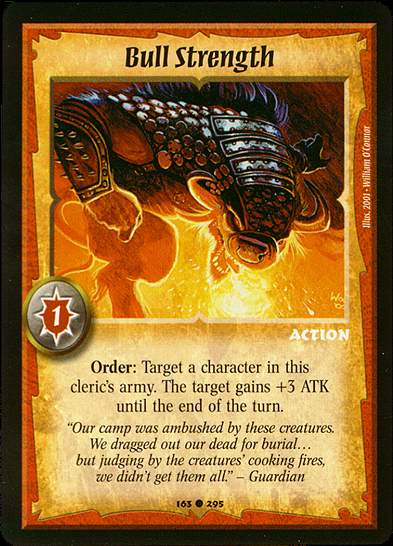 Bull Strength
Illus. 2001 • William O'Connor
1
ACTION
Order: Target a character in this
cleric's army. The target gains +3 ATK
until the end of the turn.
"Our camp was ambushed by these creatures.
We dragged out our dead for burial…
but judging by the creatures' cooking fires,
we didn't get them all." – Guardian
163 ● 295